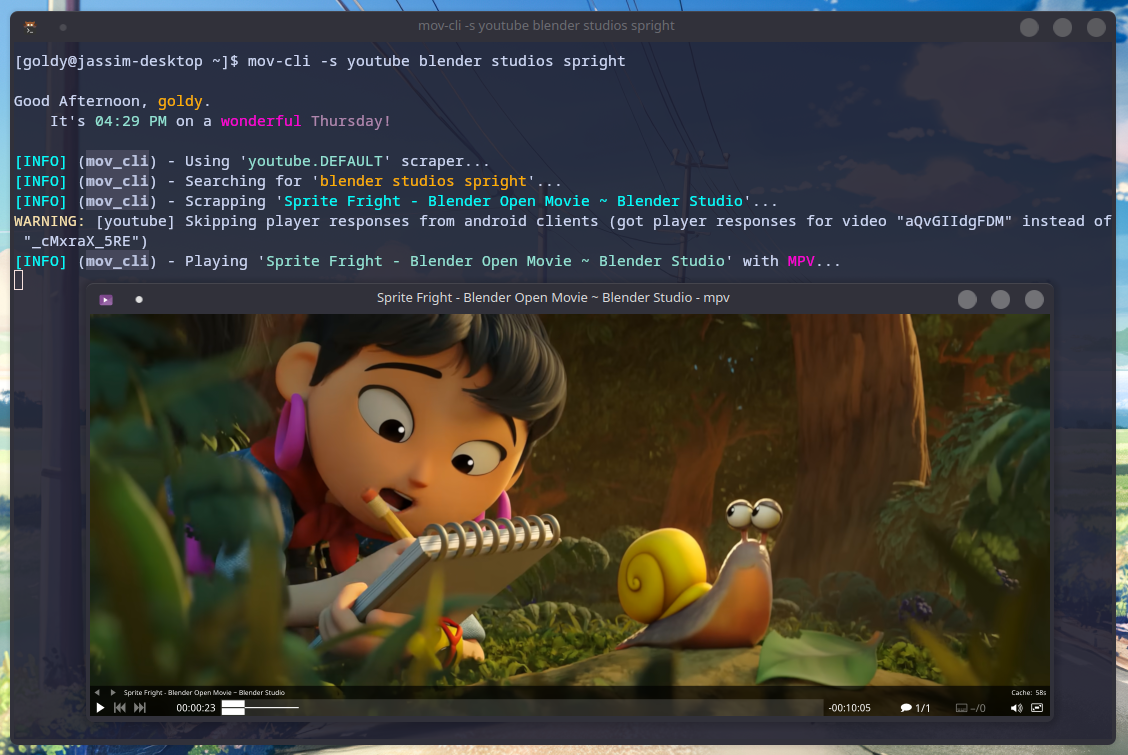 mov-cli -s youtube blender studios spright
[goldy@jassim-desktop ~]$ mov-cli -s youtube blender studios spright
Good Afternoon, goldy.
It's 04:29 PM on a wonderful Thursday!
[INFO] (mov_cli) - Using 'youtube.DEFAULT' scraper...
[INFO] (mov_cli) - Searching for 'blender studios spright'...
[INFO] (mov_cli) - Scrapping 'Sprite Fright - Blender Open Movie ~ Blender Studio'...
WARNING: [youtube] Skipping player responses from android clients (got player responses for video "aQvGIIdgFDM" instead of
"_cMxraX_5RE")
[INFO] (mov_cli) - Playing 'Sprite Fright - Blender Open Movie ~ Blender Studio' with MPV...
Sprite Fright - Blender Open Movie ~ Blender Studio - mpv
Sprite Fright - Blender Open Movie ~ Blender Studio
Cache: 58s
00:00:23
-00:10:05
1/1
–/0